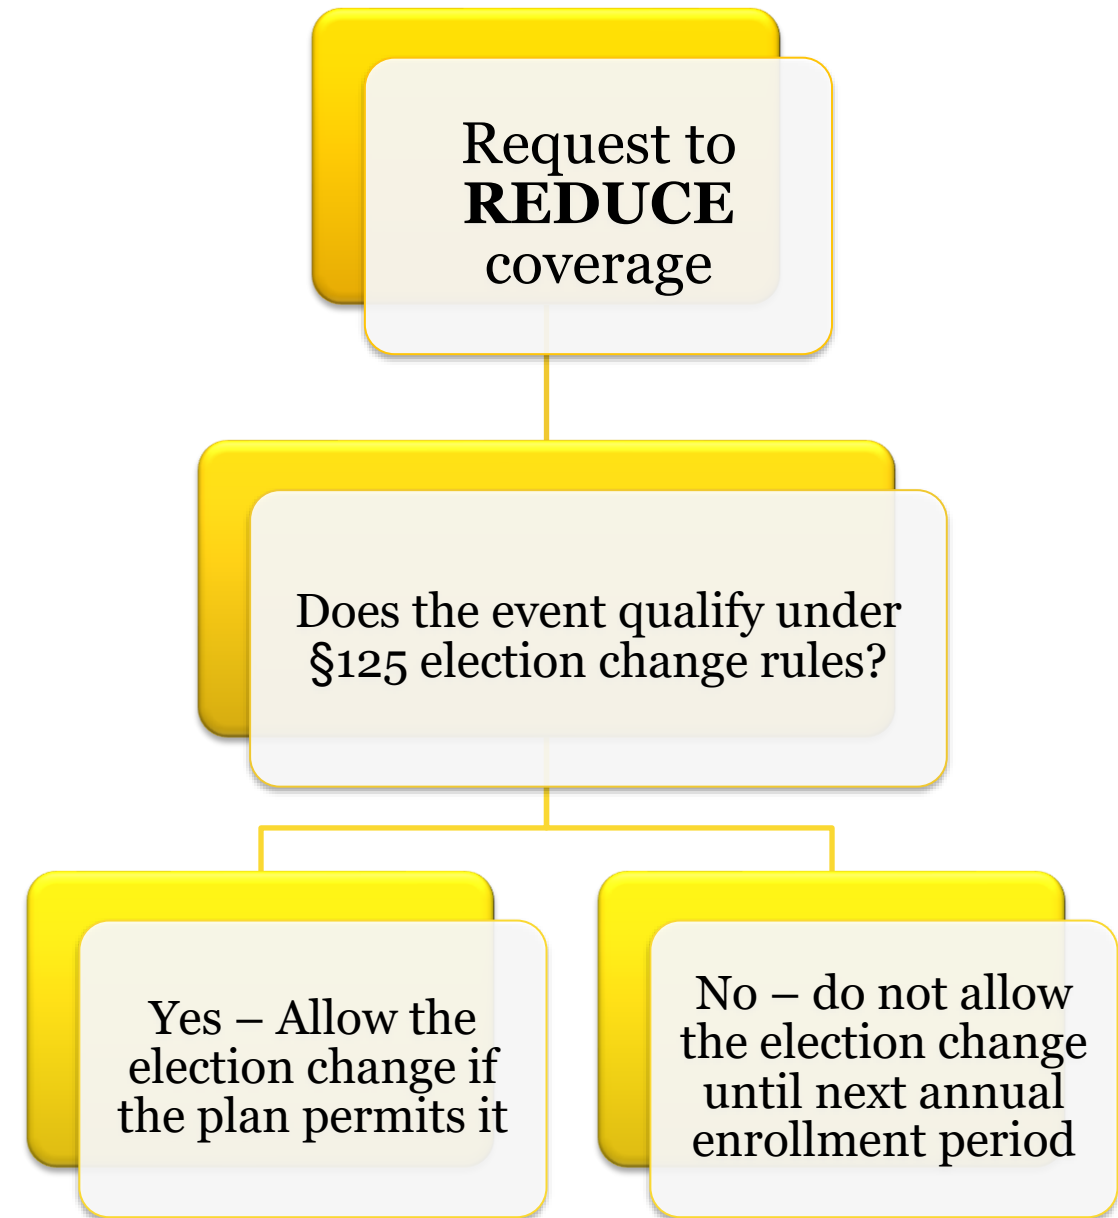 Request to
REDUCE
coverage
Does the event qualify under
§125 election change rules?
Yes – Allow the
election change if
the plan permits it
No – do not allow
the election change
until next annual
enrollment period